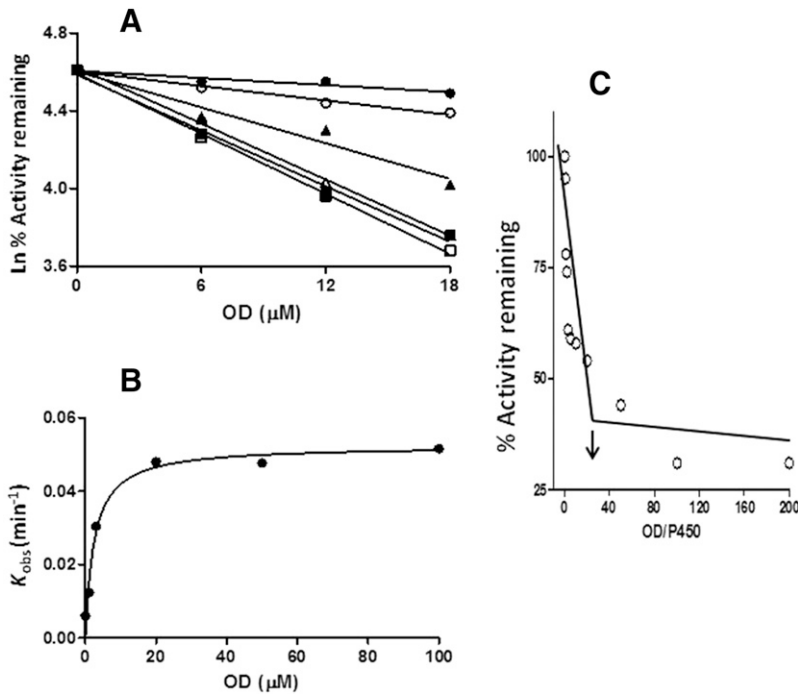 A
Ln % Activity remaining
4.8
4.4
4.0
3.6
0 6 12 18
OD (µM)
B
Kobs (min-1)
0.06
0.04
0.02
0.00
0 20 40 60 80 100
OD (µM)
C
% Activity remaining
100
75
50
25
0 40 80 120 160 200
OD/P450